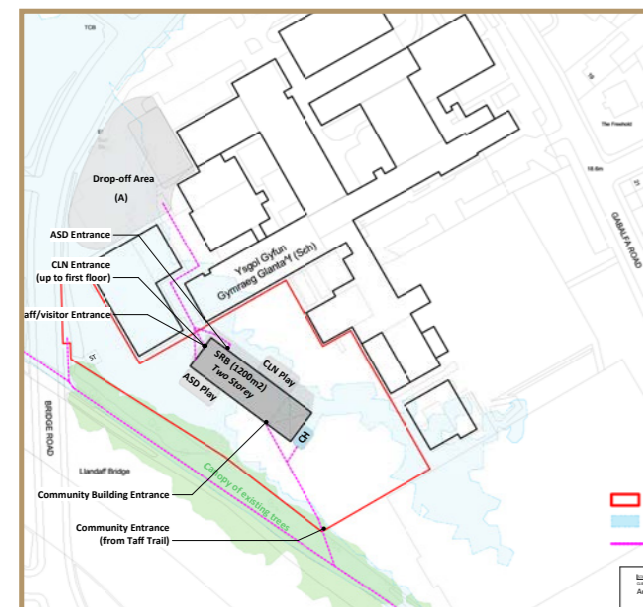 TCB
Drop-off Area
(A)
ASD Entrance
CLN Entrance
(up to first floor)
aff/visitor Entrance
Ysgol Gyfun
Gymraeg Glantaf (Sch)
The Freehold
18.8m
GABALFA ROAD
SRB (1200m2)
Two Storey
CLN Play
ASD Play
ST
CH
BRIDGE ROAD
Llandaff Bridge
Canopy of existing trees
Community Building Entrance
Community Entrance
(from Taff Trail)